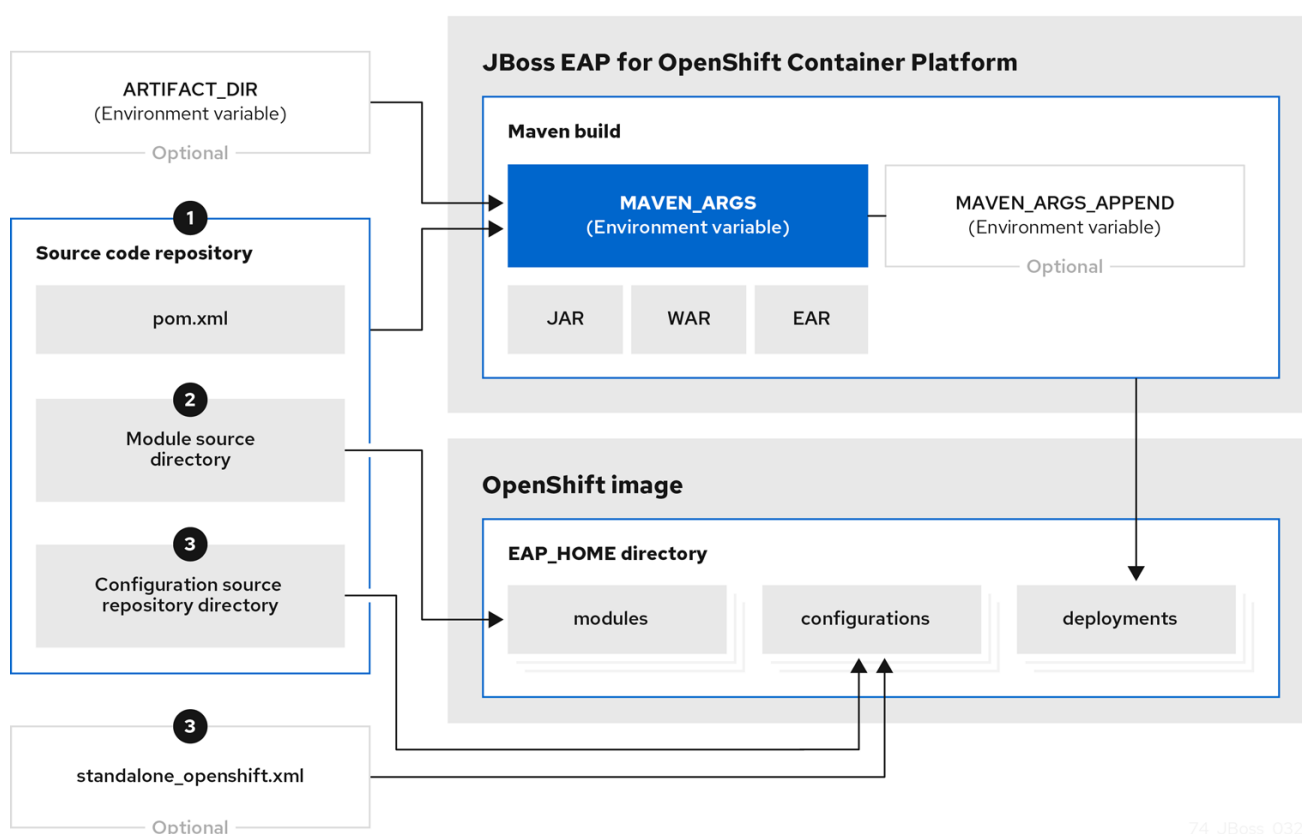 JBoss EAP for OpenShift Container Platform
ARTIFACT_DIR
(Environment variable)
Optional
Maven build
MAVEN_ARGS
(Environment variable)
MAVEN_ARGS_APPEND
(Environment variable)
Optional
JAR
WAR
EAR
1
Source code repository
pom.xml
2
Module source
directory
3
Configuration source
repository directory
OpenShift image
EAP_HOME directory
modules
configurations
deployments
3
standalone_openshift.xml
Optional
74_JBoss_032